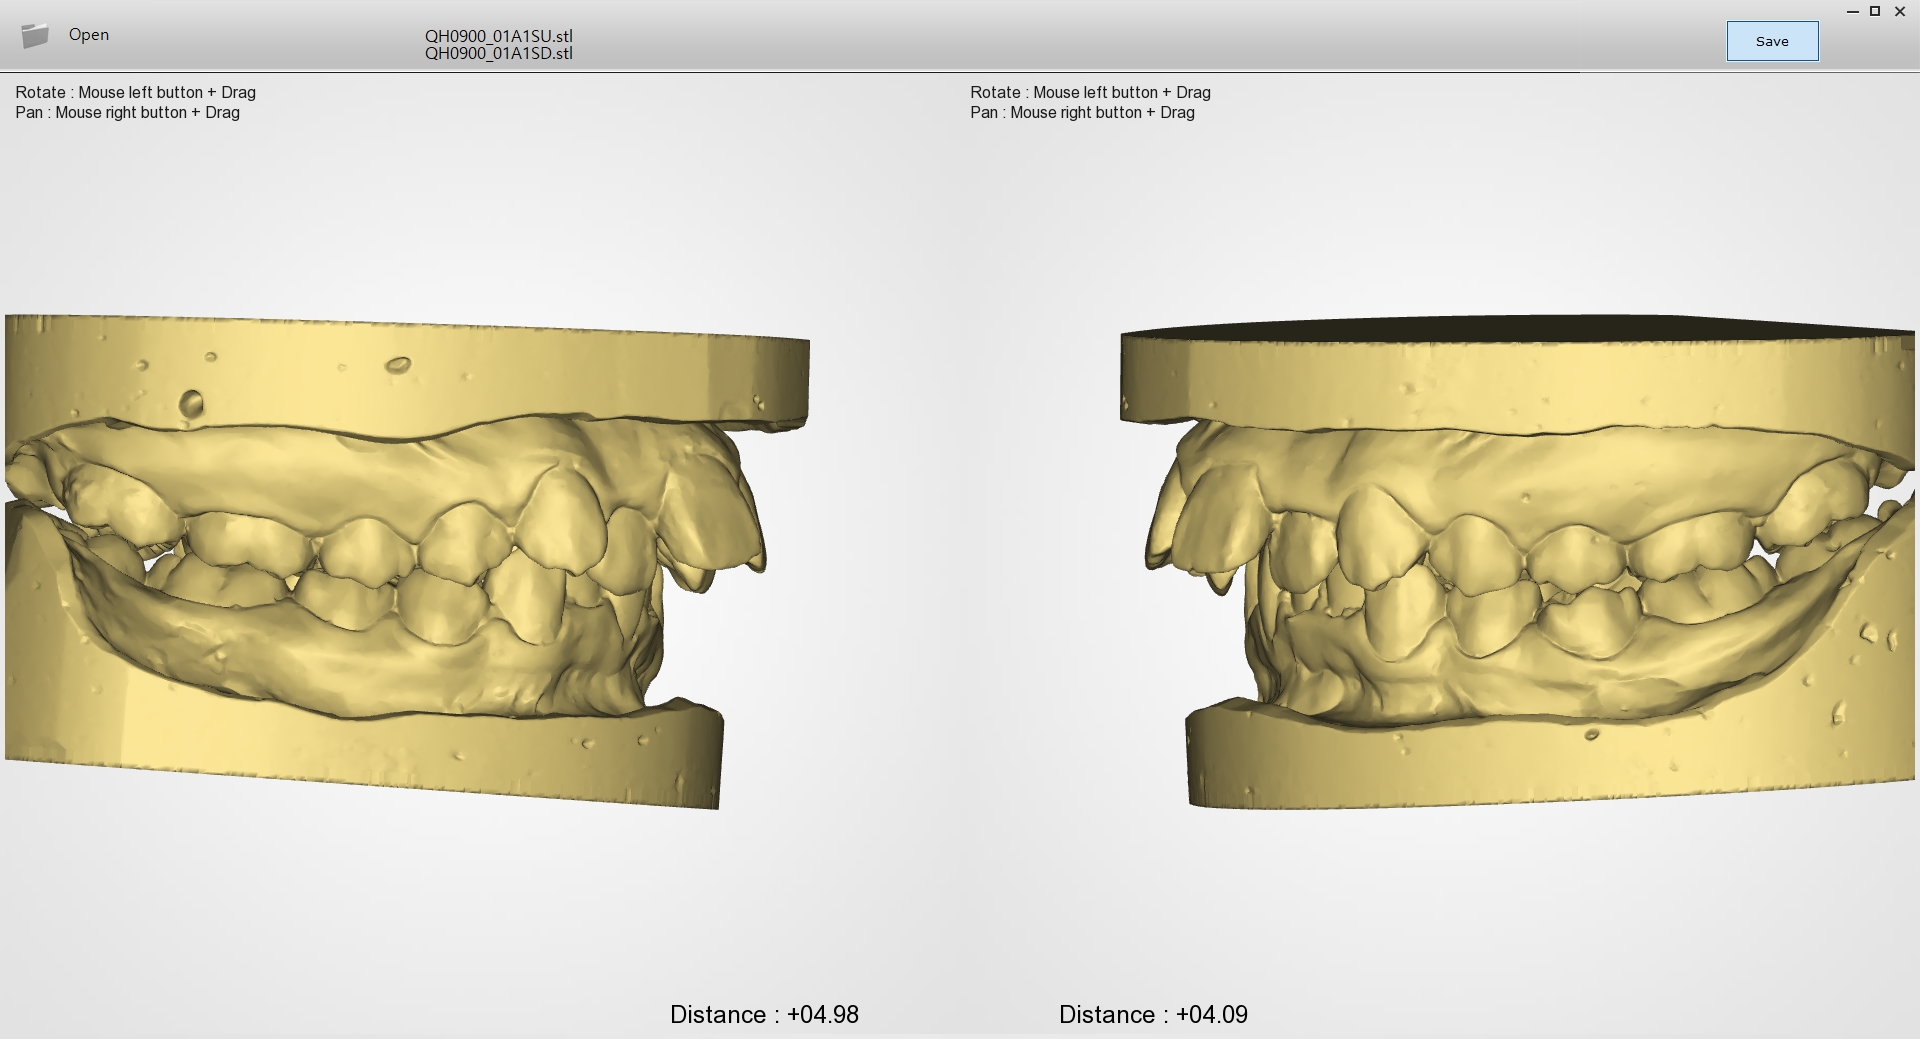 Open
QH0900_01A1SU.stl
QH0900_01A1SD.stl
Save
Rotate : Mouse left button + Drag
Pan : Mouse right button + Drag
Rotate : Mouse left button + Drag
Pan : Mouse right button + Drag
Distance : +04.98
Distance : +04.09